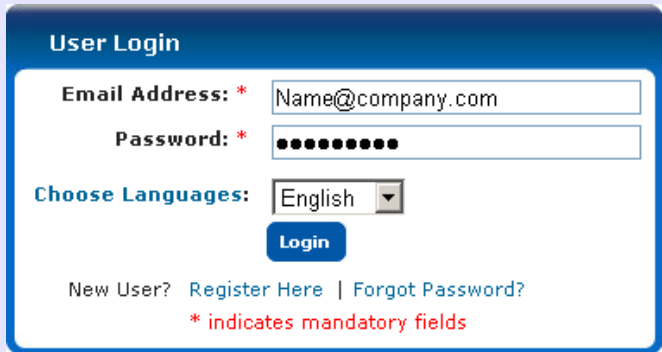 User Login
Email Address: * Name@company.com
Password: * •••••••••
Choose Languages: English
Login
New User? Register Here | Forgot Password?
* indicates mandatory fields